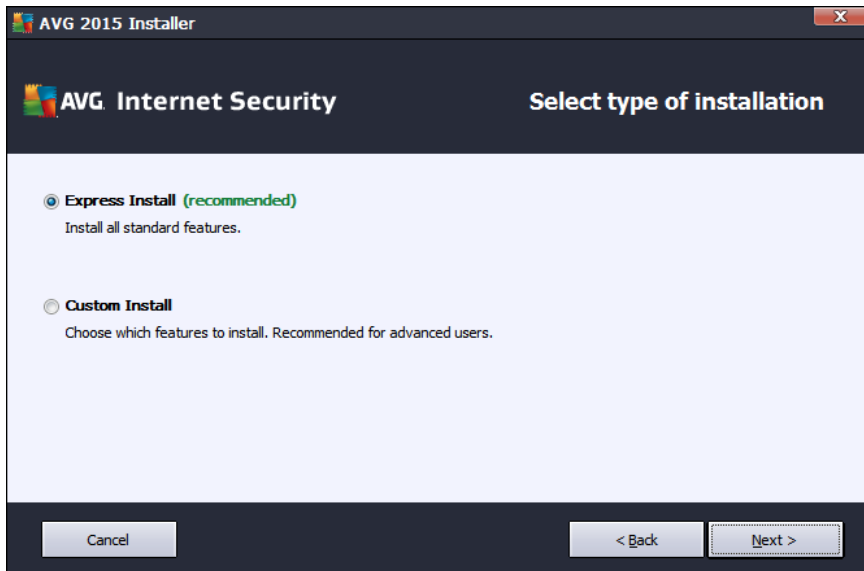 AVG 2015 Installer
AVG. Internet Security
Select type of installation
Express Install (recommended)
Install all standard features.
Custom Install
Choose which features to install. Recommended for advanced users.
Cancel
< Back
Next >